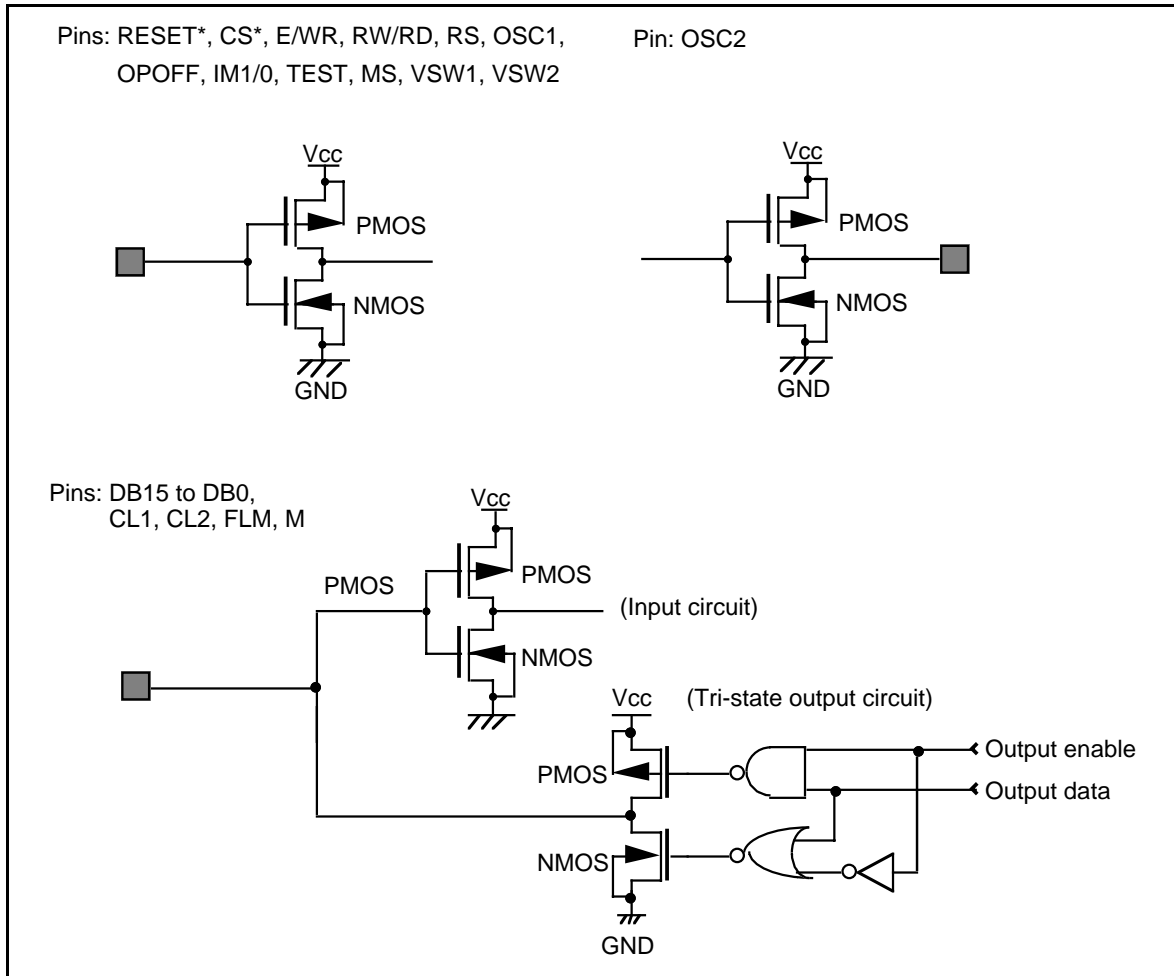 Pins: RESET*, CS*, E/WR, RW/RD, RS, OSC1,
OPOFF, IM1/0, TEST, MS, VSW1, VSW2
Pin: OSC2
Vcc
PMOS
NMOS
GND
Vcc
PMOS
NMOS
GND
Pins: DB15 to DB0,
CL1, CL2, FLM, M
Vcc
PMOS
PMOS
(Input circuit)
NMOS
Vcc
(Tri-state output circuit)
Output enable
PMOS
Output data
NMOS
GND